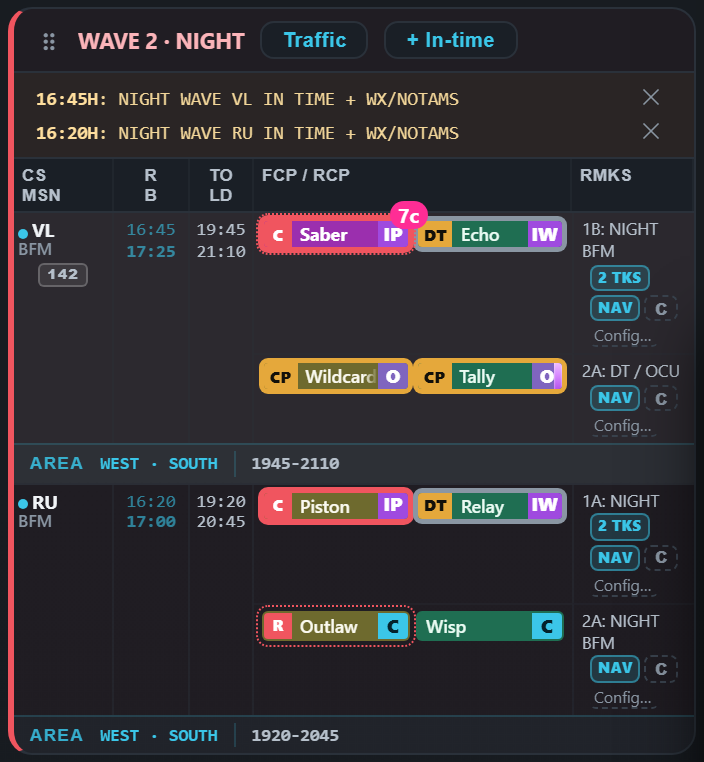 WAVE 2 · NIGHT Traffic + In-time
16:45H: NIGHT WAVE VL IN TIME + WX/NOTAMS
16:20H: NIGHT WAVE RU IN TIME + WX/NOTAMS
CS R TO FCP / RCP RMKS
MSN B LD
7c
VL 16:45 19:45 C Saber IP DT Echo IW 1B: NIGHT
BFM 17:25 21:10 BFM
142 2 TKS
NAV C
Config...
CP Wildcard O CP Tally O 2A: DT / OCU
NAV C
Config...
AREA WEST · SOUTH 1945-2110
RU 16:20 19:20 C Piston IP DT Relay IW 1A: NIGHT
BFM 17:00 20:45 2 TKS
NAV C
Config...
R Outlaw C Wisp C 2A: NIGHT
BFM
NAV C
Config...
AREA WEST · SOUTH 1920-2045